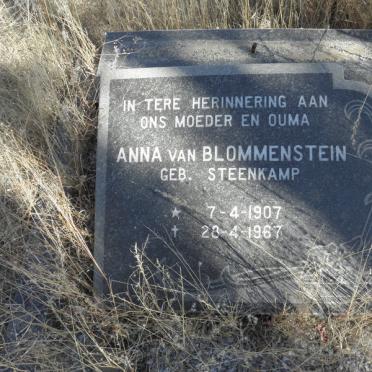 IN TERE HERINNERING AAN
ONS MOEDER EN OUMA
ANNA VAN BLOMMENSTEIN
GEB. STEENKAMP
★ 7-4-1907
✝ 28-4-1967